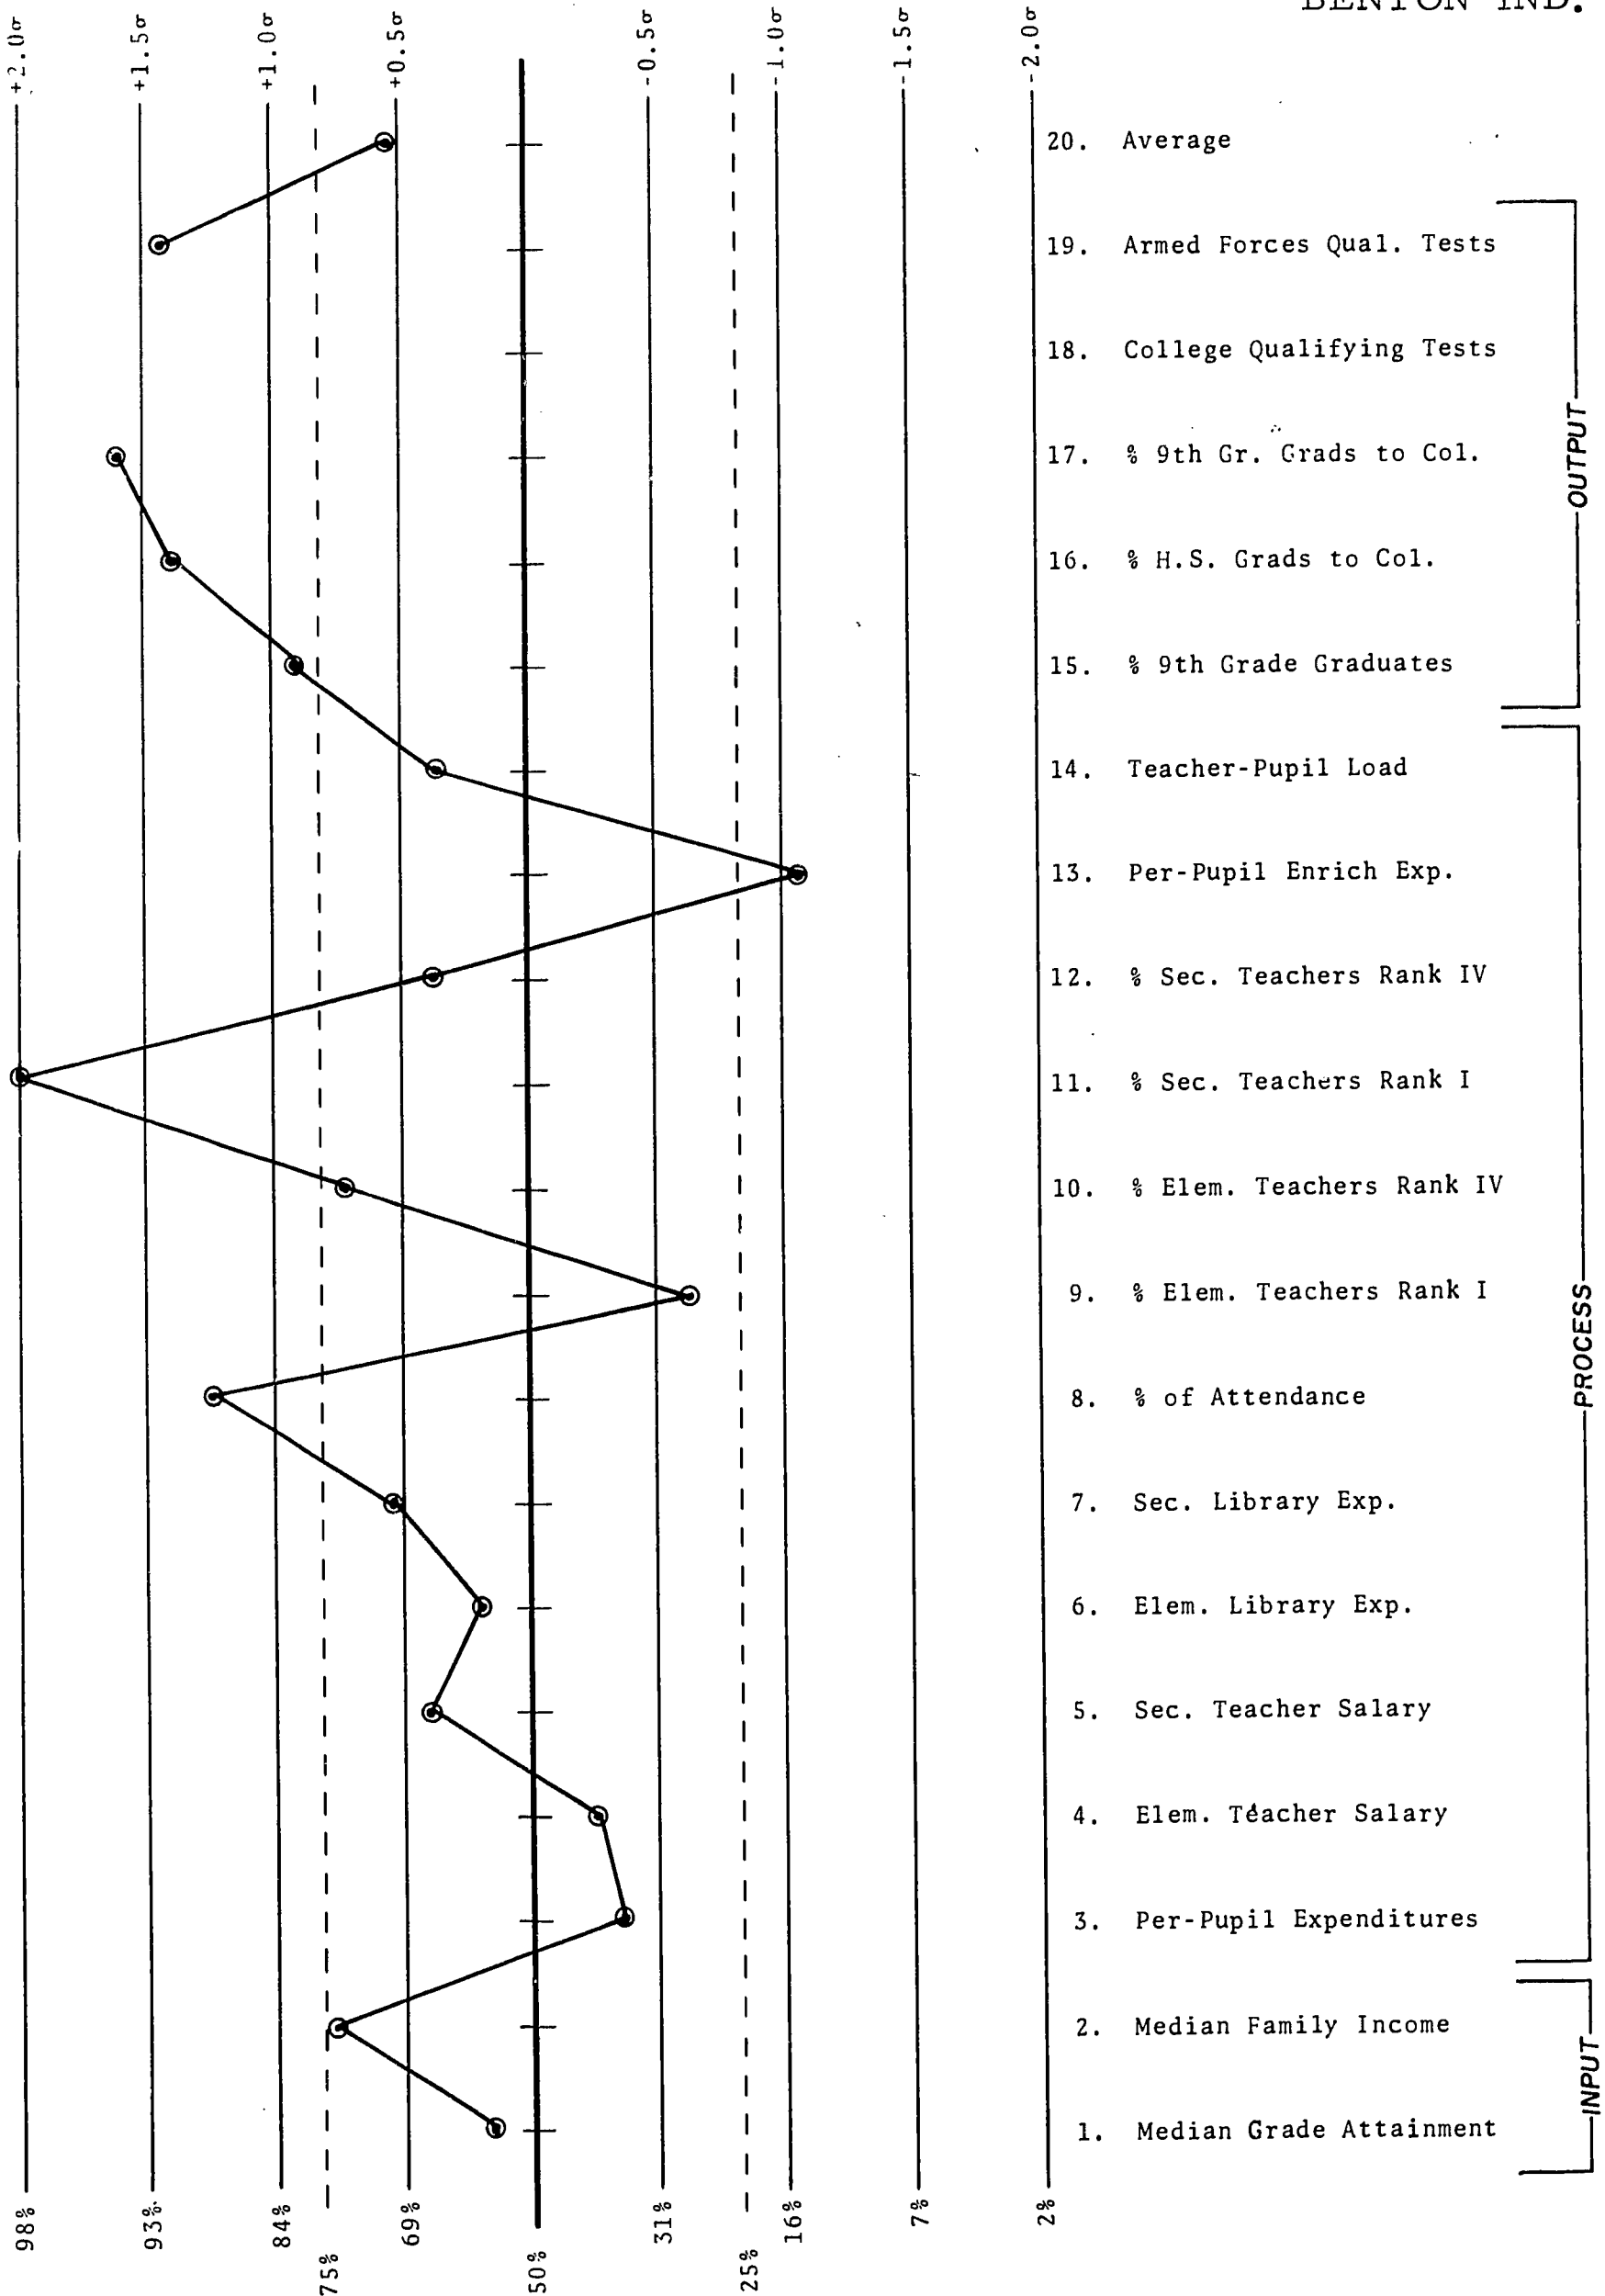 BENTON IND.
+2.0σ
+1.5σ
+1.0σ
+0.5σ
-0.5σ
-1.0σ
-1.5σ
-2.0σ
20. Average
19. Armed Forces Qual. Tests
18. College Qualifying Tests
17. % 9th Gr. Grads to Col.
16. % H.S. Grads to Col.
15. % 9th Grade Graduates
OUTPUT
14. Teacher-Pupil Load
13. Per-Pupil Enrich Exp.
12. % Sec. Teachers Rank IV
11. % Sec. Teachers Rank I
10. % Elem. Teachers Rank IV
9. % Elem. Teachers Rank I
8. % of Attendance
7. Sec. Library Exp.
6. Elem. Library Exp.
5. Sec. Teacher Salary
4. Elem. Teacher Salary
3. Per-Pupil Expenditures
PROCESS
2. Median Family Income
1. Median Grade Attainment
INPUT
98%
93%
84%
75%
69%
50%
31%
25%
16%
7%
2%